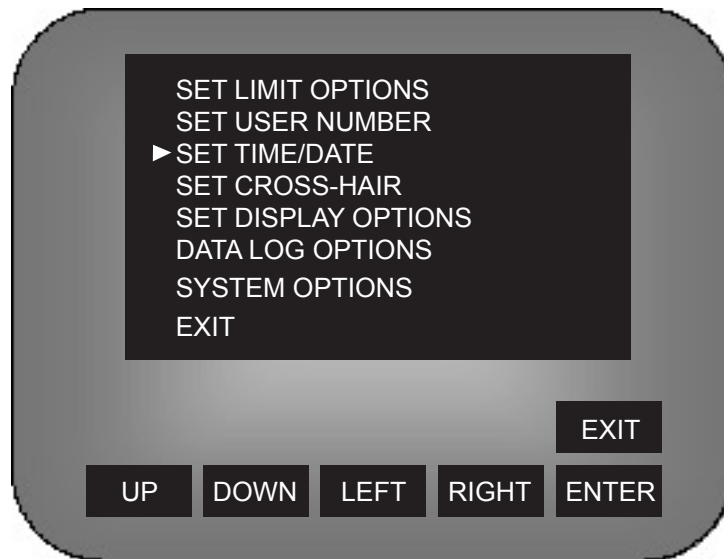 SET LIMIT OPTIONS
SET USER NUMBER
SET TIME/DATE
SET CROSS-HAIR
SET DISPLAY OPTIONS
DATA LOG OPTIONS
SYSTEM OPTIONS
EXIT
EXIT
UP DOWN LEFT RIGHT ENTER